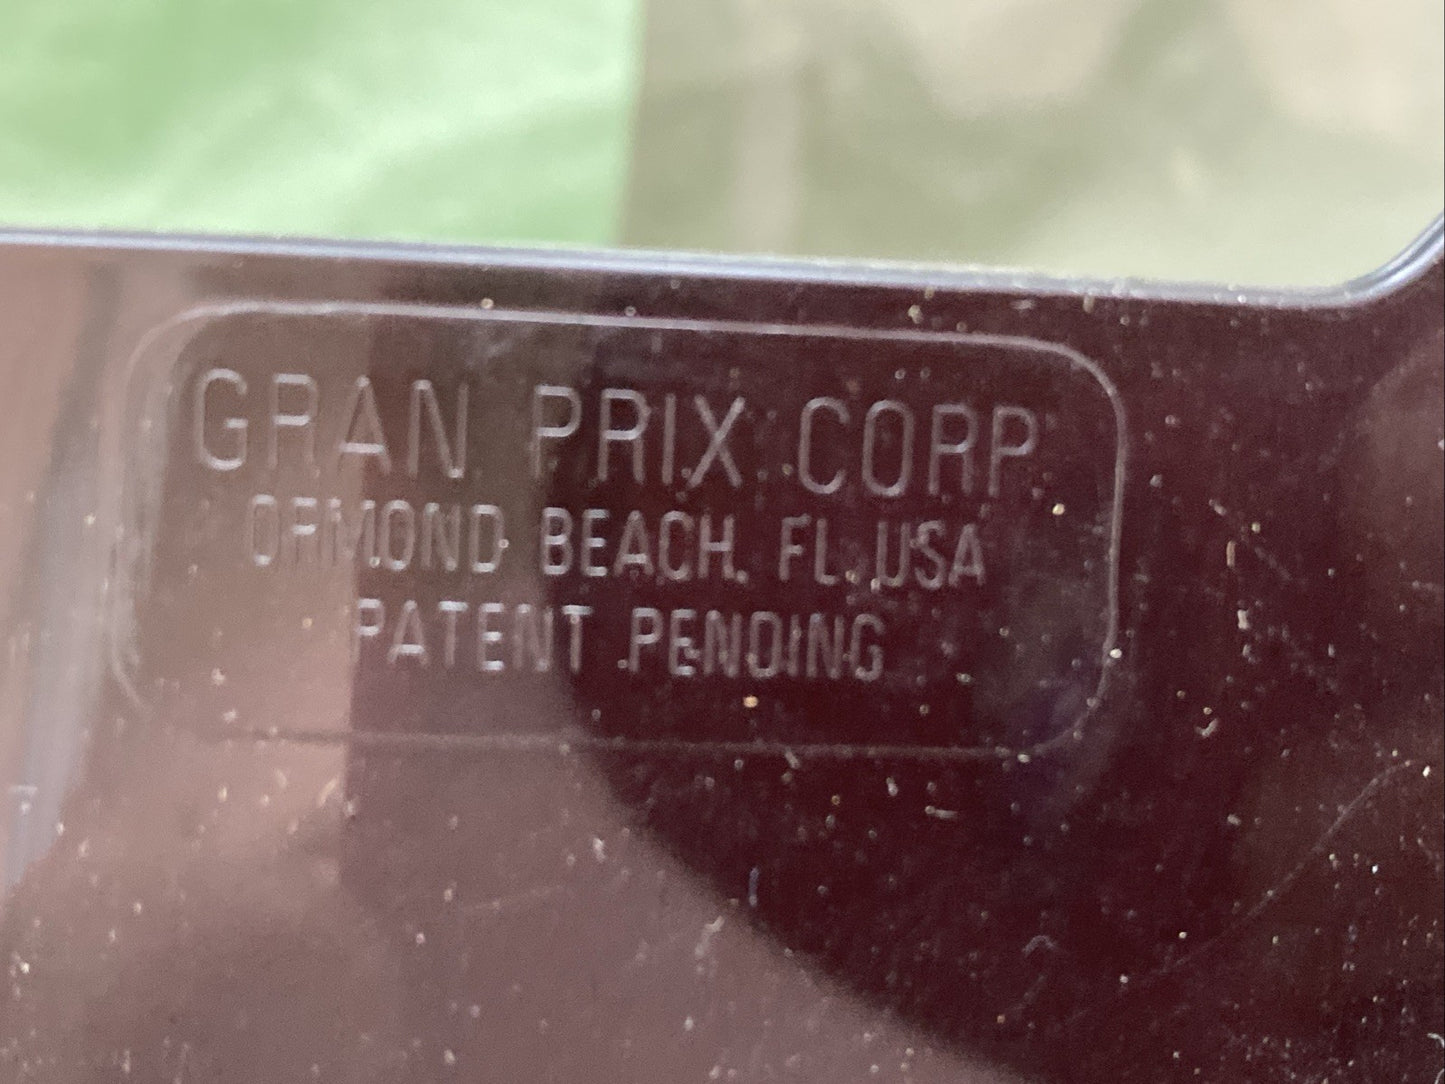 GRAN PRIX CORP
ORMOND BEACH, FL. USA
PATENT PENDING